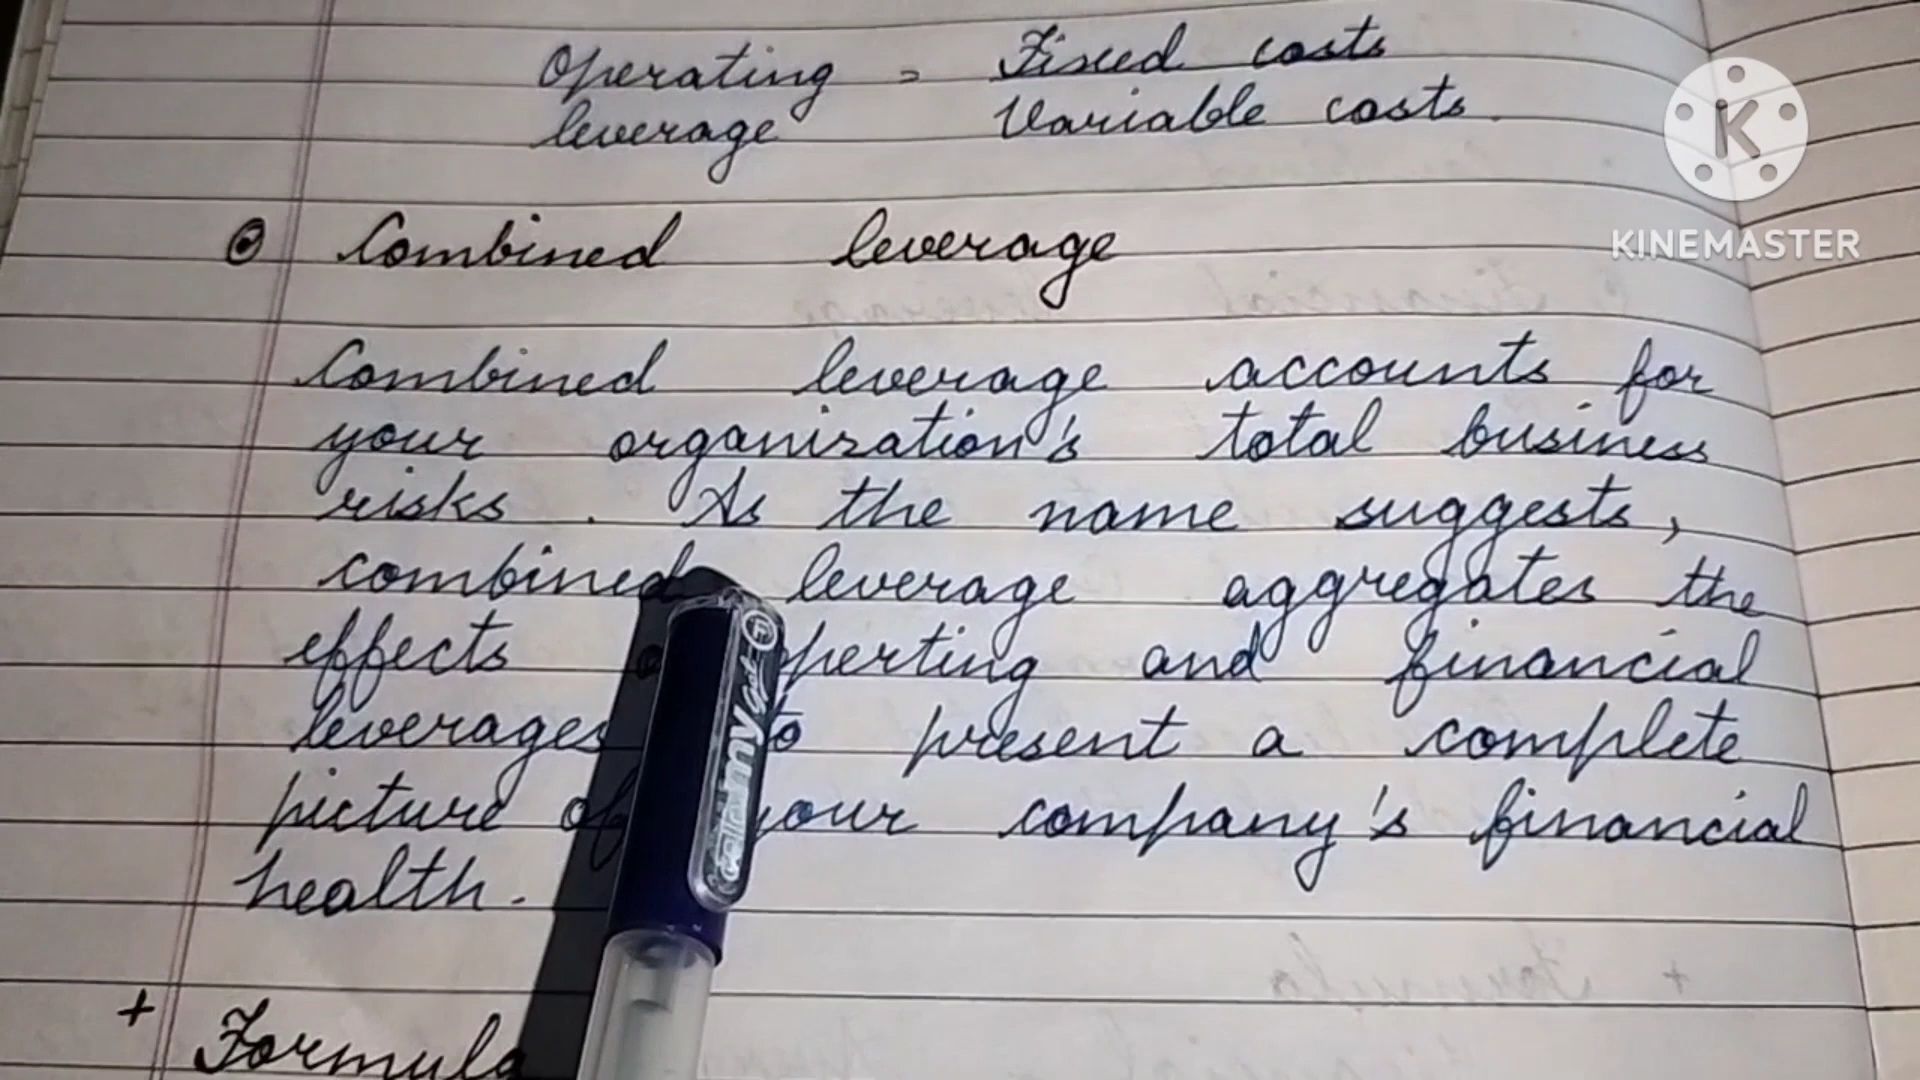 Operating = Fixed costs
leverage Variable costs.
Combined leverage
Combined leverage accounts for
your organization's total business
risks. As the name suggests,
combined leverage aggregates the
effects perting and financial
leverages to present a complete
picture of your company's financial
health.
+ Formula
KINEMASTER